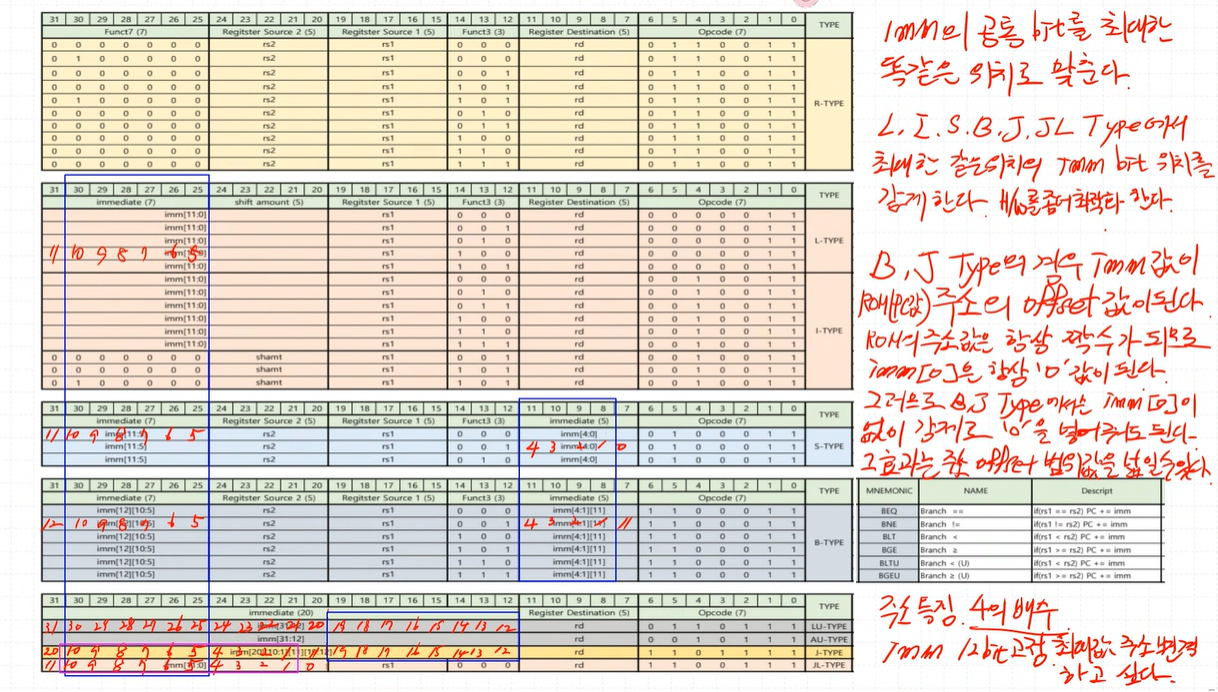 31 30 29 28 27 26 25 24 23 22 21 20 19 18 17 16 15 14 13 12 11 10 9 8 7 6 5 4 3 2 1 0 TYPE
Funct7 (7) Regitster Source 2 (5) Regitster Source 1 (5) Funct3 (3) Register Destination (5) Opcode (7)
0 0 0 0 0 0 0 rs2 rs1 0 0 0 rd 0 1 1 0 0 1 1
0 1 0 0 0 0 0 rs2 rs1 0 0 0 rd 0 1 1 0 0 1 1
0 0 0 0 0 0 0 rs2 rs1 0 0 1 rd 0 1 1 0 0 1 1
0 0 0 0 0 0 0 rs2 rs1 1 0 1 rd 0 1 1 0 0 1 1
0 1 0 0 0 0 0 rs2 rs1 1 0 1 rd 0 1 1 0 0 1 1
R-TYPE
0 0 0 0 0 0 0 rs2 rs1 0 1 0 rd 0 1 1 0 0 1 1
0 0 0 0 0 0 0 rs2 rs1 0 1 1 rd 0 1 1 0 0 1 1
0 0 0 0 0 0 0 rs2 rs1 1 0 0 rd 0 1 1 0 0 1 1
0 0 0 0 0 0 0 rs2 rs1 1 1 0 rd 0 1 1 0 0 1 1
0 0 0 0 0 0 0 rs2 rs1 1 1 1 rd 0 1 1 0 0 1 1
31 30 29 28 27 26 25 24 23 22 21 20 19 18 17 16 15 14 13 12 11 10 9 8 7 6 5 4 3 2 1 0 TYPE
immediate (7) shift amount (5) Regitster Source 1 (5) Funct3 (3) Register Destination (5) Opcode (7)
imm[11:0] rs1 0 0 0 rd 0 0 0 0 0 1 1
imm[11:0] rs1 0 0 1 rd 0 0 0 0 0 1 1
imm[11:0] rs1 0 1 0 rd 0 0 0 0 0 1 1
L-TYPE
11 10 9 8 7 6 5
rs1 1 0 0 rd 0 0 0 0 0 1 1
imm[11:0] rs1 1 0 1 rd 0 0 0 0 0 1 1
imm[11:0] rs1 0 0 0 rd 0 0 1 0 0 1 1
imm[11:0] rs1 0 1 0 rd 0 0 1 0 0 1 1
imm[11:0] rs1 0 1 1 rd 0 0 1 0 0 1 1
imm[11:0] rs1 1 0 0 rd 0 0 1 0 0 1 1
imm[11:0] rs1 1 1 0 rd 0 0 1 0 0 1 1
I-TYPE
imm[11:0] rs1 1 1 1 rd 0 0 1 0 0 1 1
0 0 0 0 0 0 0 shamt rs1 0 0 1 rd 0 0 1 0 0 1 1
0 0 0 0 0 0 0 shamt rs1 1 0 1 rd 0 0 1 0 0 1 1
0 1 0 0 0 0 0 shamt rs1 1 0 1 rd 0 0 1 0 0 1 1
31 30 29 28 27 26 25 24 23 22 21 20 19 18 17 16 15 14 13 12 11 10 9 8 7 6 5 4 3 2 1 0 TYPE
immediate (7) Regitster Source 2 (5) Regitster Source 1 (5) Funct3 (3) immediate (5) Opcode (7)
imm[11:5] rs2 rs1 0 0 0 imm[4:0] 0 1 0 0 0 1 1
11 10 9 8 7 6 5
imm[11:5] rs2 rs1 0 0 1 imm[4:0] 0 1 0 0 0 1 1 S-TYPE
4 3 2 1 0
imm[11:5] rs2 rs1 0 1 0 imm[4:0] 0 1 0 0 0 1 1
31 30 29 28 27 26 25 24 23 22 21 20 19 18 17 16 15 14 13 12 11 10 9 8 7 6 5 4 3 2 1 0 TYPE
immediate (7) Regitster Source 2 (5) Regitster Source 1 (5) Funct3 (3) immediate (5) Opcode (7)
imm[12][10:5] rs2 rs1 0 0 0 imm[4:1][11] 1 1 0 0 0 1 1
imm[12][10:5] rs2 rs1 0 0 1 imm[4:1][11] 1 1 0 0 0 1 1
12 10 9 8 7 6 5 4 3 2 1 11
imm[12][10:5] rs2 rs1 1 0 0 imm[4:1][11] 1 1 0 0 0 1 1
B-TYPE
imm[12][10:5] rs2 rs1 1 0 1 imm[4:1][11] 1 1 0 0 0 1 1
imm[12][10:5] rs2 rs1 1 1 0 imm[4:1][11] 1 1 0 0 0 1 1
imm[12][10:5] rs2 rs1 1 1 1 imm[4:1][11] 1 1 0 0 0 1 1
31 30 29 28 27 26 25 24 23 22 21 20 19 18 17 16 15 14 13 12 11 10 9 8 7 6 5 4 3 2 1 0 TYPE
immediate (20) Register Destination (5) Opcode (7)
31 30 29 28 27 26 25 24 23 22 21 20 19 18 17 16 15 14 13 12 rd 0 1 1 0 1 1 1 LU-TYPE
imm[31:12] rd 0 0 1 0 1 1 1 AU-TYPE
20 10 9 8 7 6 5 4 3 2 1 11 19 18 17 16 15 14 13 12 rd 1 1 0 1 1 1 1 J-TYPE
11 10 9 8 7 6 5 4 3 2 1 0 rs1 0 0 0 rd 1 1 0 0 1 1 1 JL-TYPE
Imm의 공통 bit를 최대한
똑같은 위치로 맞춘다.
L.I.S.B.J.JL Type에서
최대한 같은위치의 Imm bit 위치를
갖게 한다. H/W를 좀더 최적화 한다.
B,J Type의 경우 Imm 값이
ROM(PC값) 주소의 offset 값이된다.
ROM의 주소값은 항상 짝수가 되므로
imm[0]은 항상 '0' 값이 된다.
그러므로 B,J Type에서는 imm[0]이
없이 강제로 '0'을 넣어줘도 된다.
그 효과는 주소 offset 범위값을 넓일수있다.
MNEMONIC NAME Descript
BEQ Branch == if(rs1 == rs2) PC += imm
BNE Branch != if(rs1 != rs2) PC += imm
BLT Branch < if(rs1 < rs2) PC += imm
BGE Branch ≥ if(rs1 >= rs2) PC += imm
BLTU Branch < (U) if(rs1 < rs2) PC += imm
BGEU Branch ≥ (U) if(rs1 >= rs2) PC += imm
주소 특징. 4의 배수
Imm 12bit 고정, 최대값 주소 변경
하고 싶다.